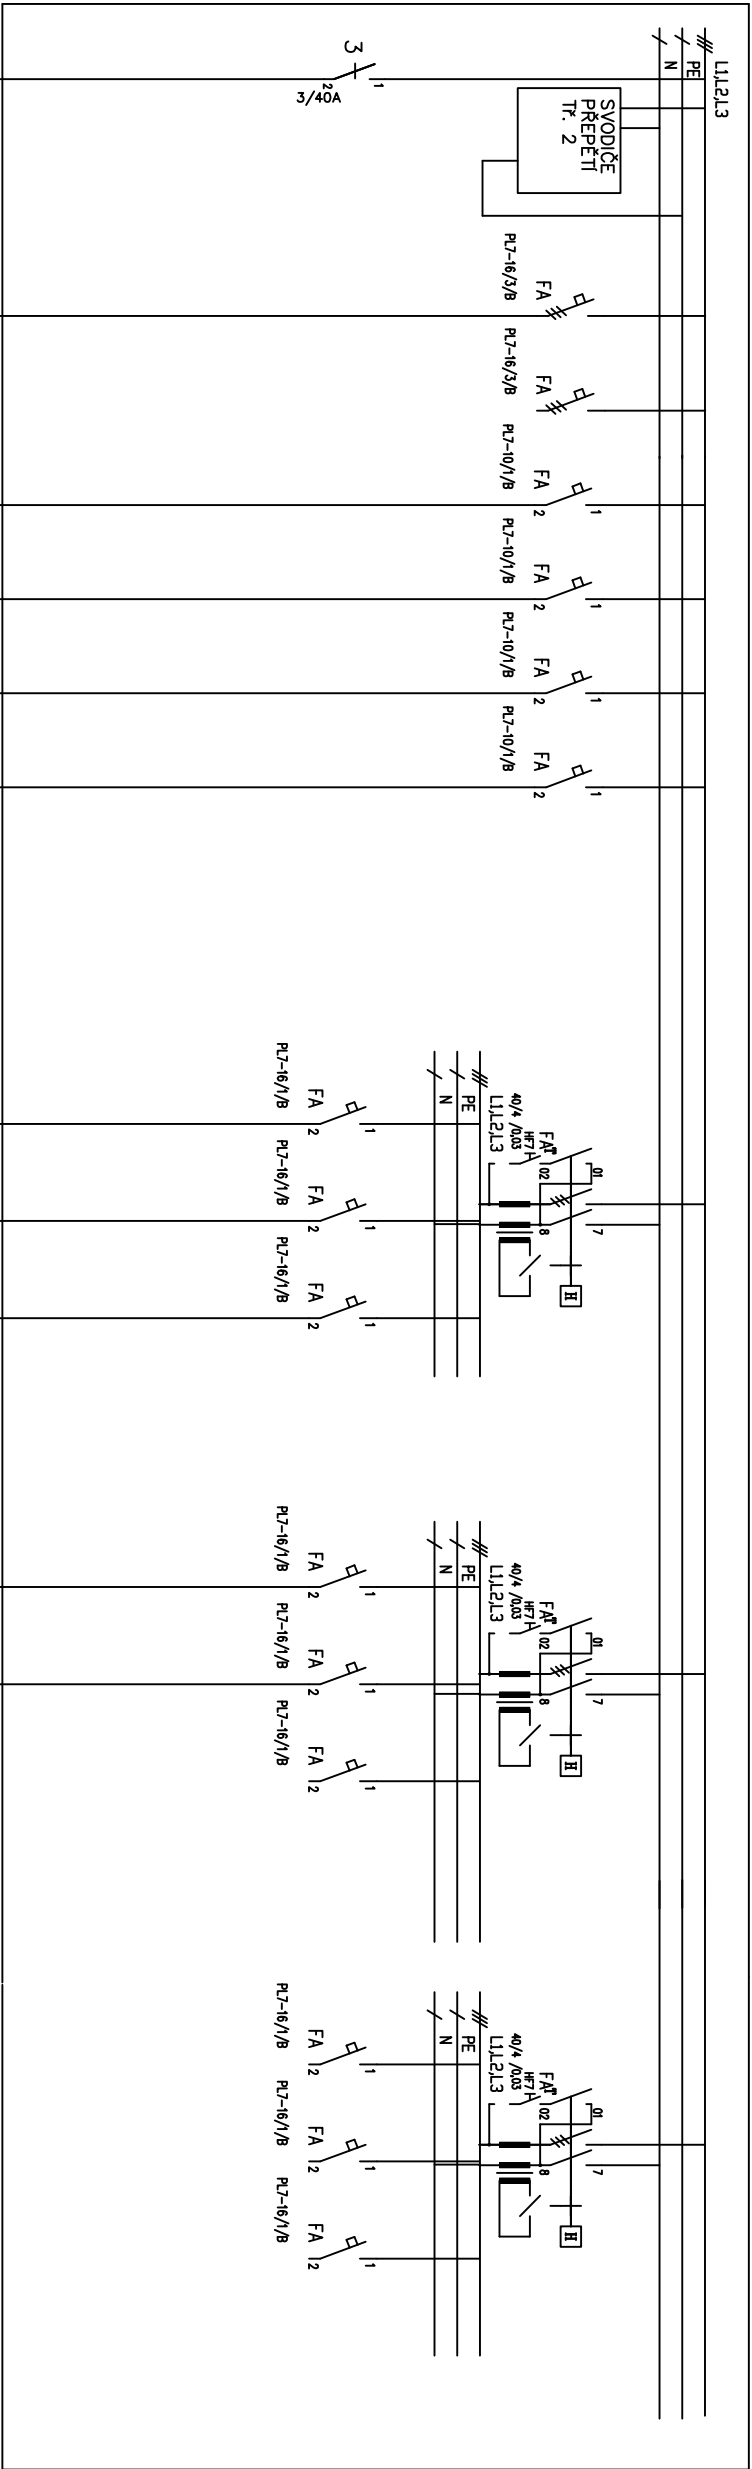 L1,L2,L3
PE
N
3
1
2
3/40A
SVODIČE
PŘEPĚTÍ
TŘ. 2
PL7-16/3/B
FA
PL7-16/3/B
FA
PL7-10/1/B
FA
1
2
PL7-10/1/B
FA
1
2
PL7-10/1/B
FA
1
2
PL7-10/1/B
FA
1
2
L1,L2,L3
PE
N
40/4 /0,03
HF7
FA
01
02
7
8
H
PL7-16/1/B
FA
1
2
PL7-16/1/B
FA
1
2
PL7-16/1/B
FA
1
2
L1,L2,L3
PE
N
40/4 /0,03
HF7
FA
01
02
7
8
H
PL7-16/1/B
FA
1
2
PL7-16/1/B
FA
1
2
PL7-16/1/B
FA
1
2
L1,L2,L3
PE
N
40/4 /0,03
HF7
FA
01
02
7
8
H
PL7-16/1/B
FA
1
2
PL7-16/1/B
FA
1
2
PL7-16/1/B
FA
1
2